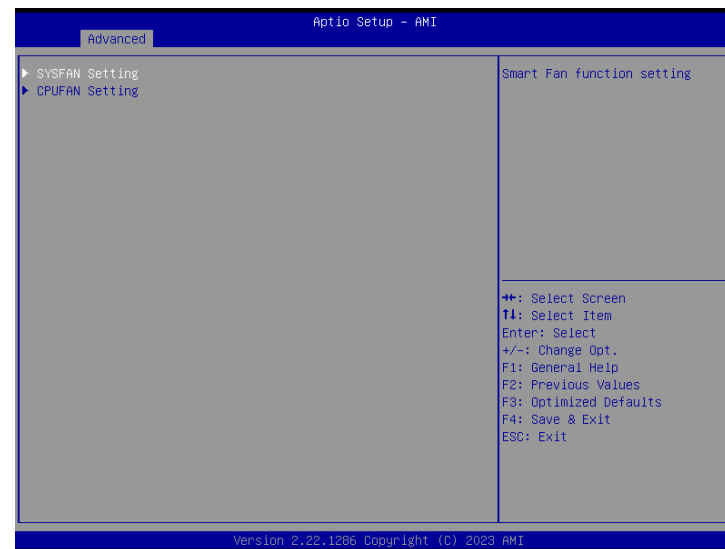 Aptio Setup – AMI
Advanced
▶ SYSFAN Setting
▶ CPUFAN Setting
Smart Fan function setting
→←: Select Screen
↑↓: Select Item
Enter: Select
+/-: Change Opt.
F1: General Help
F2: Previous Values
F3: Optimized Defaults
F4: Save & Exit
ESC: Exit
Version 2.22.1286 Copyright (C) 2023 AMI